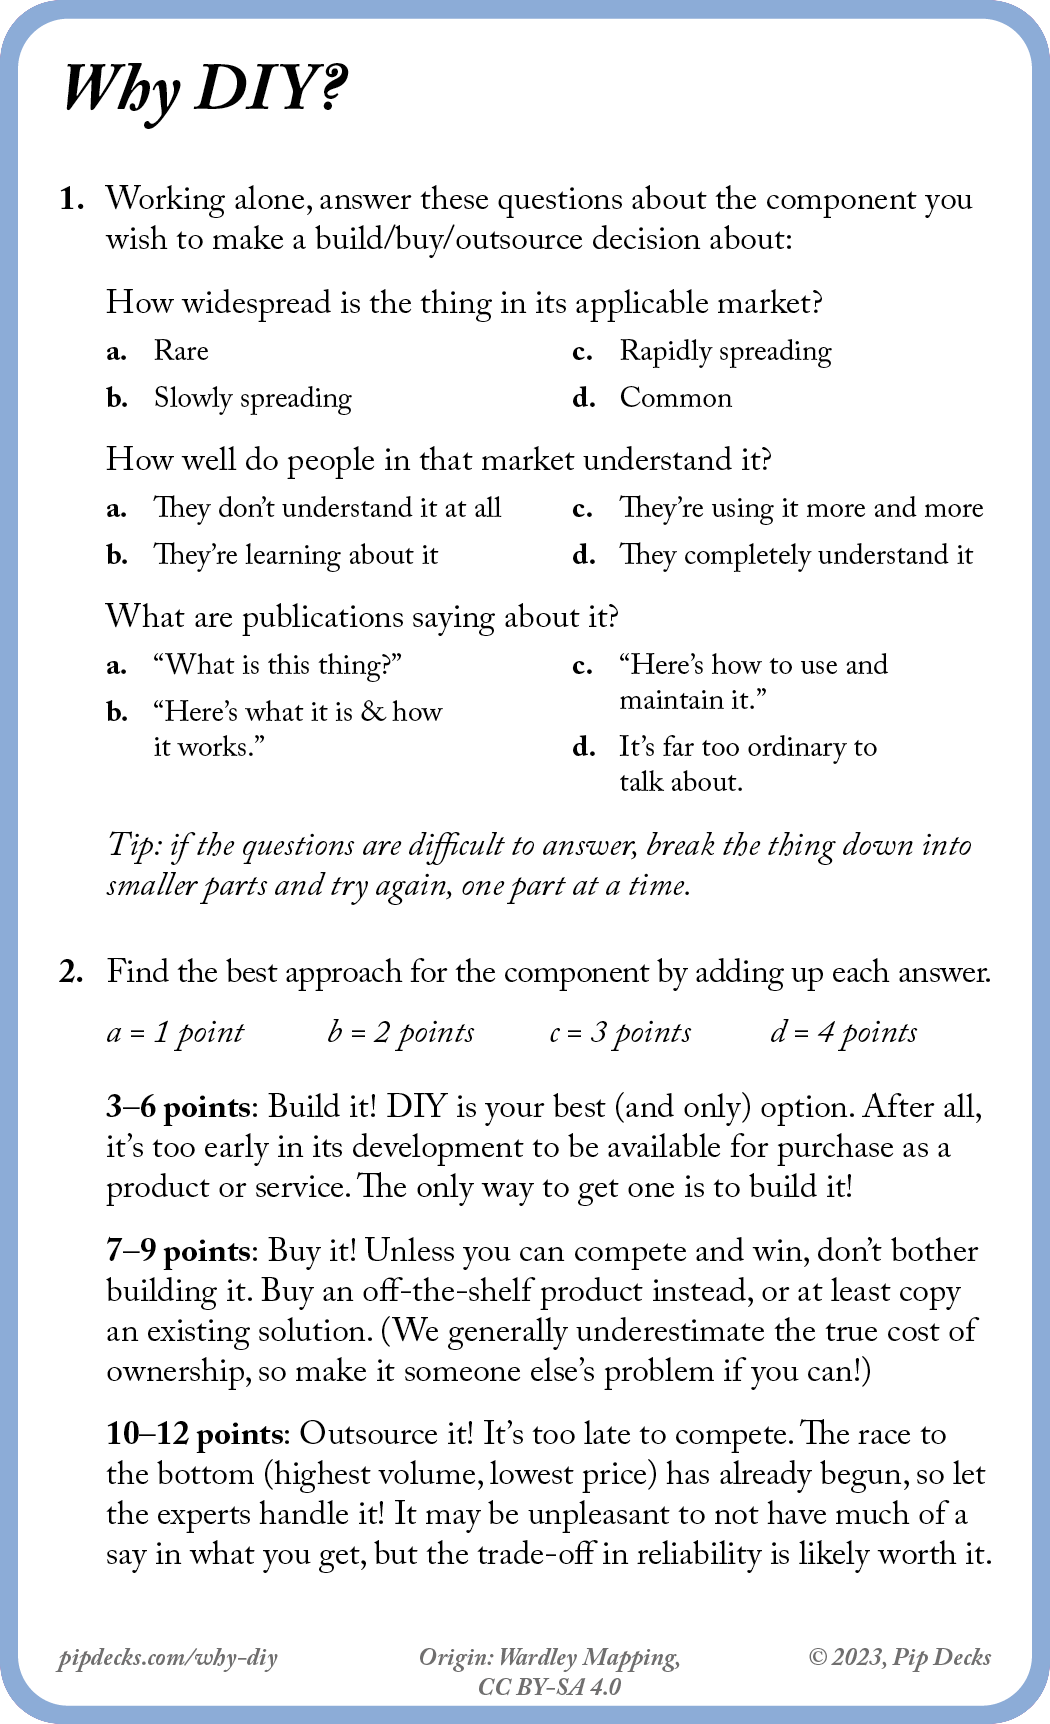 Why DIY?
1. Working alone, answer these questions about the component you
wish to make a build/buy/outsource decision about:
How widespread is the thing in its applicable market?
a. Rare
b. Slowly spreading
c. Rapidly spreading
d. Common
How well do people in that market understand it?
a. They don’t understand it at all
b. They’re learning about it
c. They’re using it more and more
d. They completely understand it
What are publications saying about it?
a. “What is this thing?”
b. “Here’s what it is & how
it works.”
c. “Here’s how to use and
maintain it.”
d. It’s far too ordinary to
talk about.
Tip: if the questions are difficult to answer, break the thing down into
smaller parts and try again, one part at a time.
2. Find the best approach for the component by adding up each answer.
a = 1 point b = 2 points c = 3 points d = 4 points
3–6 points: Build it! DIY is your best (and only) option. After all,
it’s too early in its development to be available for purchase as a
product or service. The only way to get one is to build it!
7–9 points: Buy it! Unless you can compete and win, don’t bother
building it. Buy an off-the-shelf product instead, or at least copy
an existing solution. (We generally underestimate the true cost of
ownership, so make it someone else’s problem if you can!)
10–12 points: Outsource it! It’s too late to compete. The race to
the bottom (highest volume, lowest price) has already begun, so let
the experts handle it! It may be unpleasant to not have much of a
say in what you get, but the trade-off in reliability is likely worth it.
pipdecks.com/why-diy
Origin: Wardley Mapping,
CC BY-SA 4.0
© 2023, Pip Decks